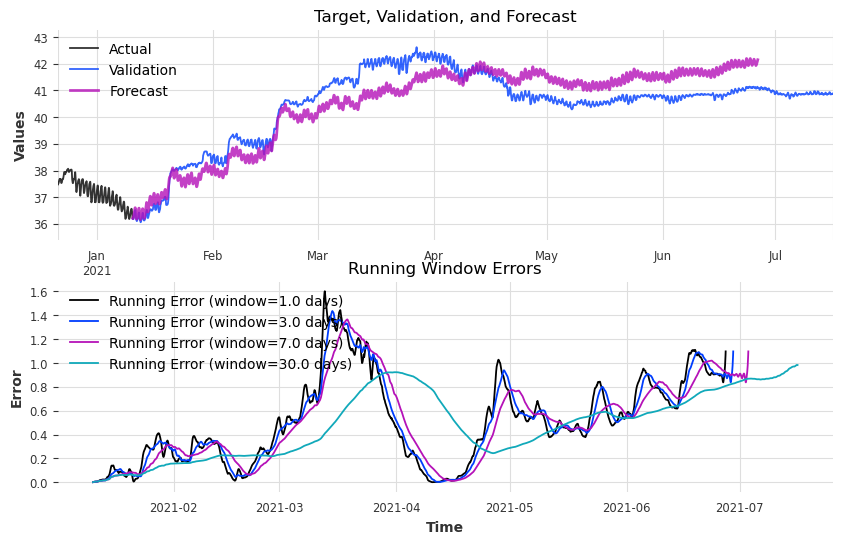 Target, Validation, and Forecast
43
42
41
40
39
38
37
36
Values
Actual
Validation
Forecast
Jan
2021
Feb
Mar
Apr
May
Jun
Jul
Running Window Errors
1.6
1.4
1.2
1.0
0.8
0.6
0.4
0.2
0.0
Error
Running Error (window=1.0 days)
Running Error (window=3.0 days)
Running Error (window=7.0 days)
Running Error (window=30.0 days)
2021-02
2021-03
2021-04
2021-05
2021-06
2021-07
Time